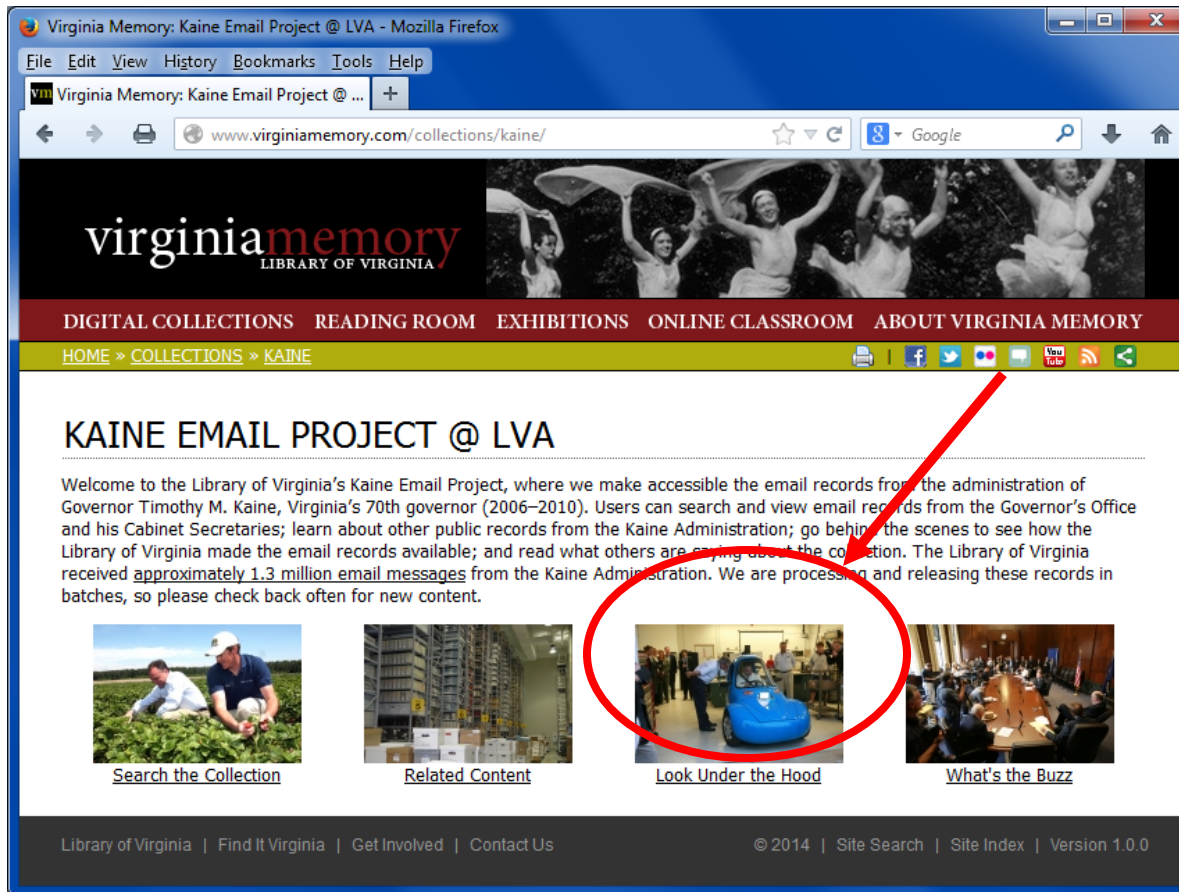 Virginia Memory: Kaine Email Project @ LVA - Mozilla Firefox
File Edit View History Bookmarks Tools Help
vm Virginia Memory: Kaine Email Project @ ... +
www.virginiamemory.com/collections/kaine/ 8 Google
virginiamemory
LIBRARY OF VIRGINIA
DIGITAL COLLECTIONS READING ROOM EXHIBITIONS ONLINE CLASSROOM ABOUT VIRGINIA MEMORY
HOME » COLLECTIONS » KAINE | f You Tube
KAINE EMAIL PROJECT @ LVA
Welcome to the Library of Virginia’s Kaine Email Project, where we make accessible the email records from the administration of
Governor Timothy M. Kaine, Virginia’s 70th governor (2006–2010). Users can search and view email records from the Governor’s Office
and his Cabinet Secretaries; learn about other public records from the Kaine Administration; go behind the scenes to see how the
Library of Virginia made the email records available; and read what others are saying about the collection. The Library of Virginia
received approximately 1.3 million email messages from the Kaine Administration. We are processing and releasing these records in
batches, so please check back often for new content.
Search the Collection Related Content Look Under the Hood What's the Buzz
Library of Virginia | Find It Virginia | Get Involved | Contact Us © 2014 | Site Search | Site Index | Version 1.0.0